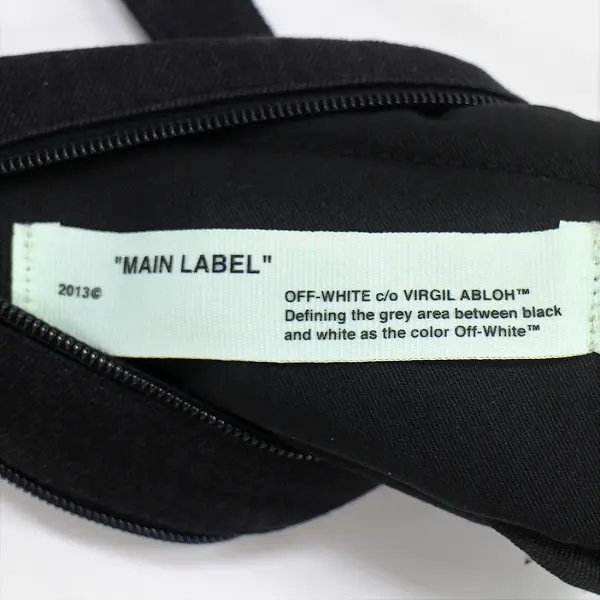 "MAIN LABEL"
2013©
OFF-WHITE c/o VIRGIL ABLOH™
Defining the grey area between black
and white as the color Off-White™